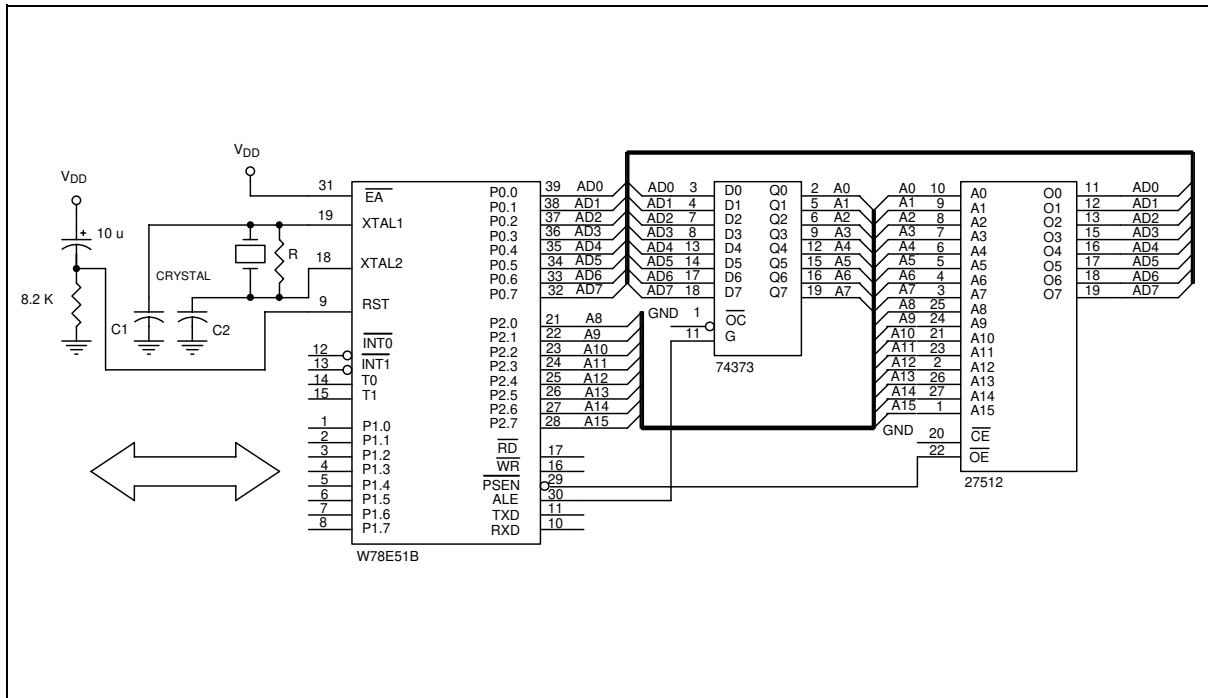 VDD
VDD
10 u
8.2 K
C1
CRYSTAL
C2
R
31 EA
19 XTAL1
18 XTAL2
9 RST
12 INT0
13 INT1
14 T0
15 T1
1 P1.0
2 P1.1
3 P1.2
4 P1.3
5 P1.4
6 P1.5
7 P1.6
8 P1.7
P0.0 39 AD0
P0.1 38 AD1
P0.2 37 AD2
P0.3 36 AD3
P0.4 35 AD4
P0.5 34 AD5
P0.6 33 AD6
P0.7 32 AD7
P2.0 21 A8
P2.1 22 A9
P2.2 23 A10
P2.3 24 A11
P2.4 25 A12
P2.5 26 A13
P2.6 27 A14
P2.7 28 A15
RD 17
WR 16
PSEN 29
ALE 30
TXD 11
RXD 10
W78E51B
AD0 3 D0 Q0 2 A0
AD1 4 D1 Q1 5 A1
AD2 7 D2 Q2 6 A2
AD3 8 D3 Q3 9 A3
AD4 13 D4 Q4 12 A4
AD5 14 D5 Q5 15 A5
AD6 17 D6 Q6 16 A6
AD7 18 D7 Q7 19 A7
GND 1 OC
11 G
74373
A0 10 A0 O0 11 AD0
A1 9 A1 O1 12 AD1
A2 8 A2 O2 13 AD2
A3 7 A3 O3 15 AD3
A4 6 A4 O4 16 AD4
A5 5 A5 O5 17 AD5
A6 4 A6 O6 18 AD6
A7 3 A7 O7 19 AD7
A8 25 A8
A9 24 A9
A10 21 A10
A11 23 A11
A12 2 A12
A13 26 A13
A14 27 A14
A15 1 A15
GND 20 CE
22 OE
27512